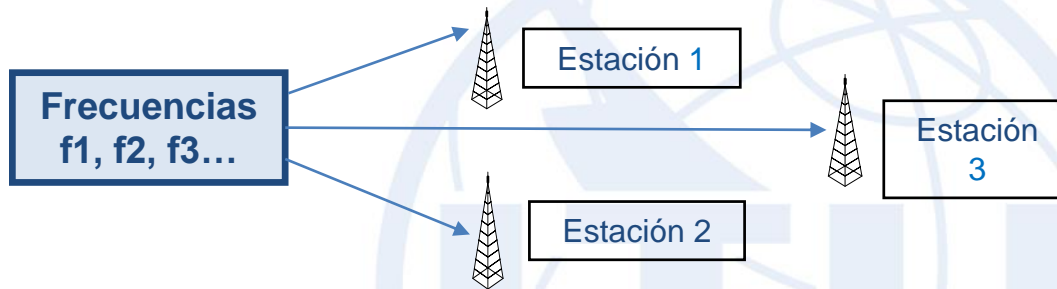 Frecuencias
f1, f2, f3…
Estación 1
Estación
3
Estación 2